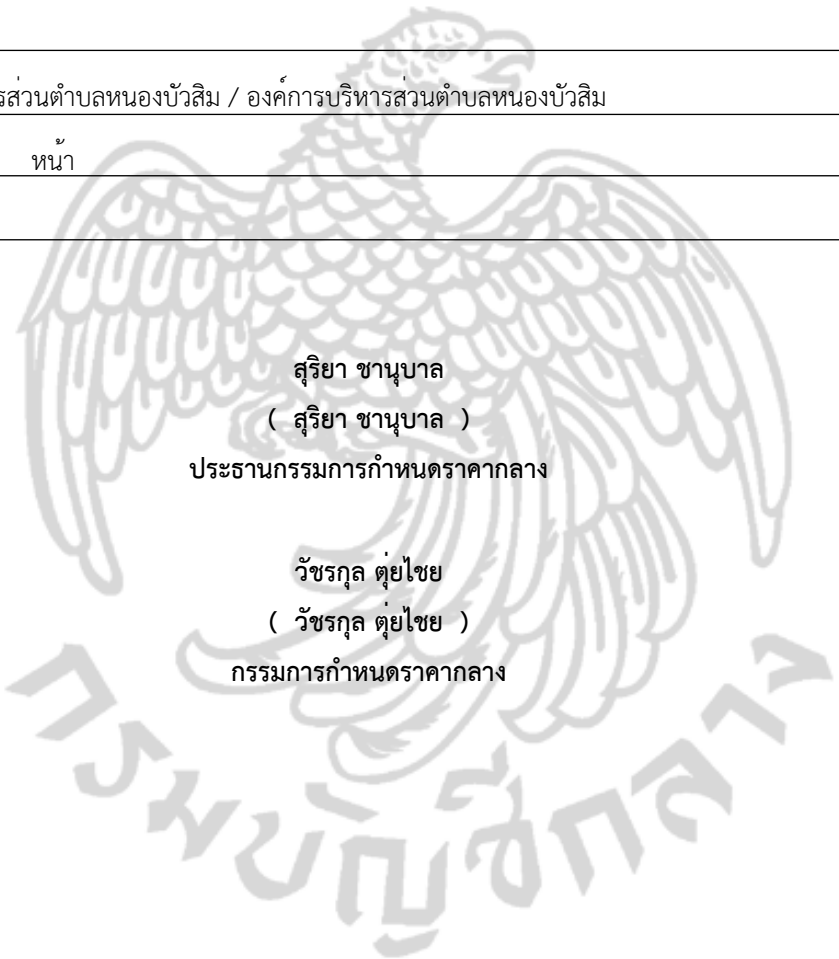 รส่วนตำบลหนองบัวสิม / องค์การบริหารส่วนตำบลหนองบัวสิม
หน้า
สุริยา ชานุบาล
( สุริยา ชานุบาล )
ประธานกรรมการกำหนดราคากลาง
วัชรกุล ตุ่ยไชย
( วัชรกุล ตุ่ยไชย )
กรรมการกำหนดราคากลาง
กรมบัญชีกลาง